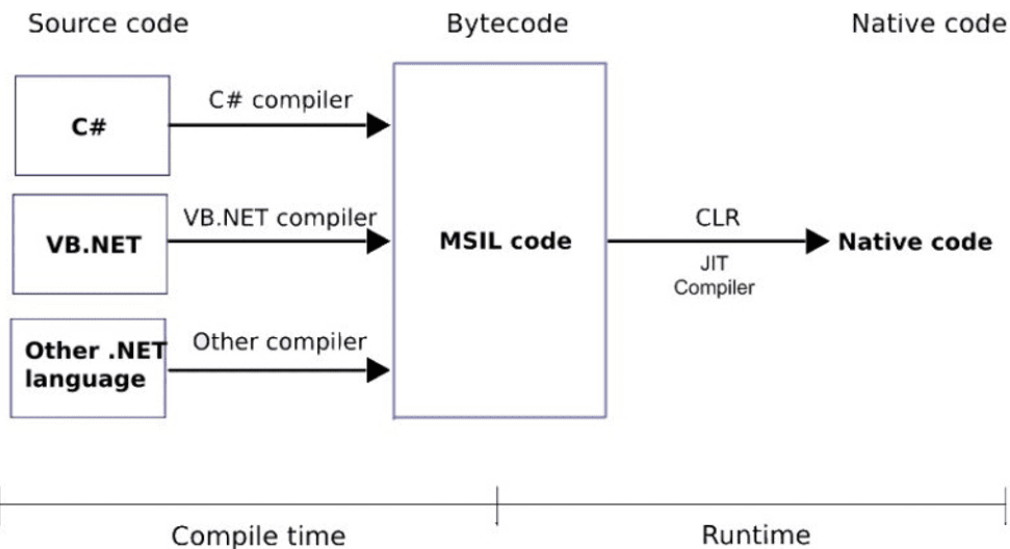 Source code
Bytecode
Native code
C#
C# compiler
VB.NET
VB.NET compiler
Other .NET
language
Other compiler
MSIL code
CLR
JIT
Compiler
Native code
Compile time
Runtime